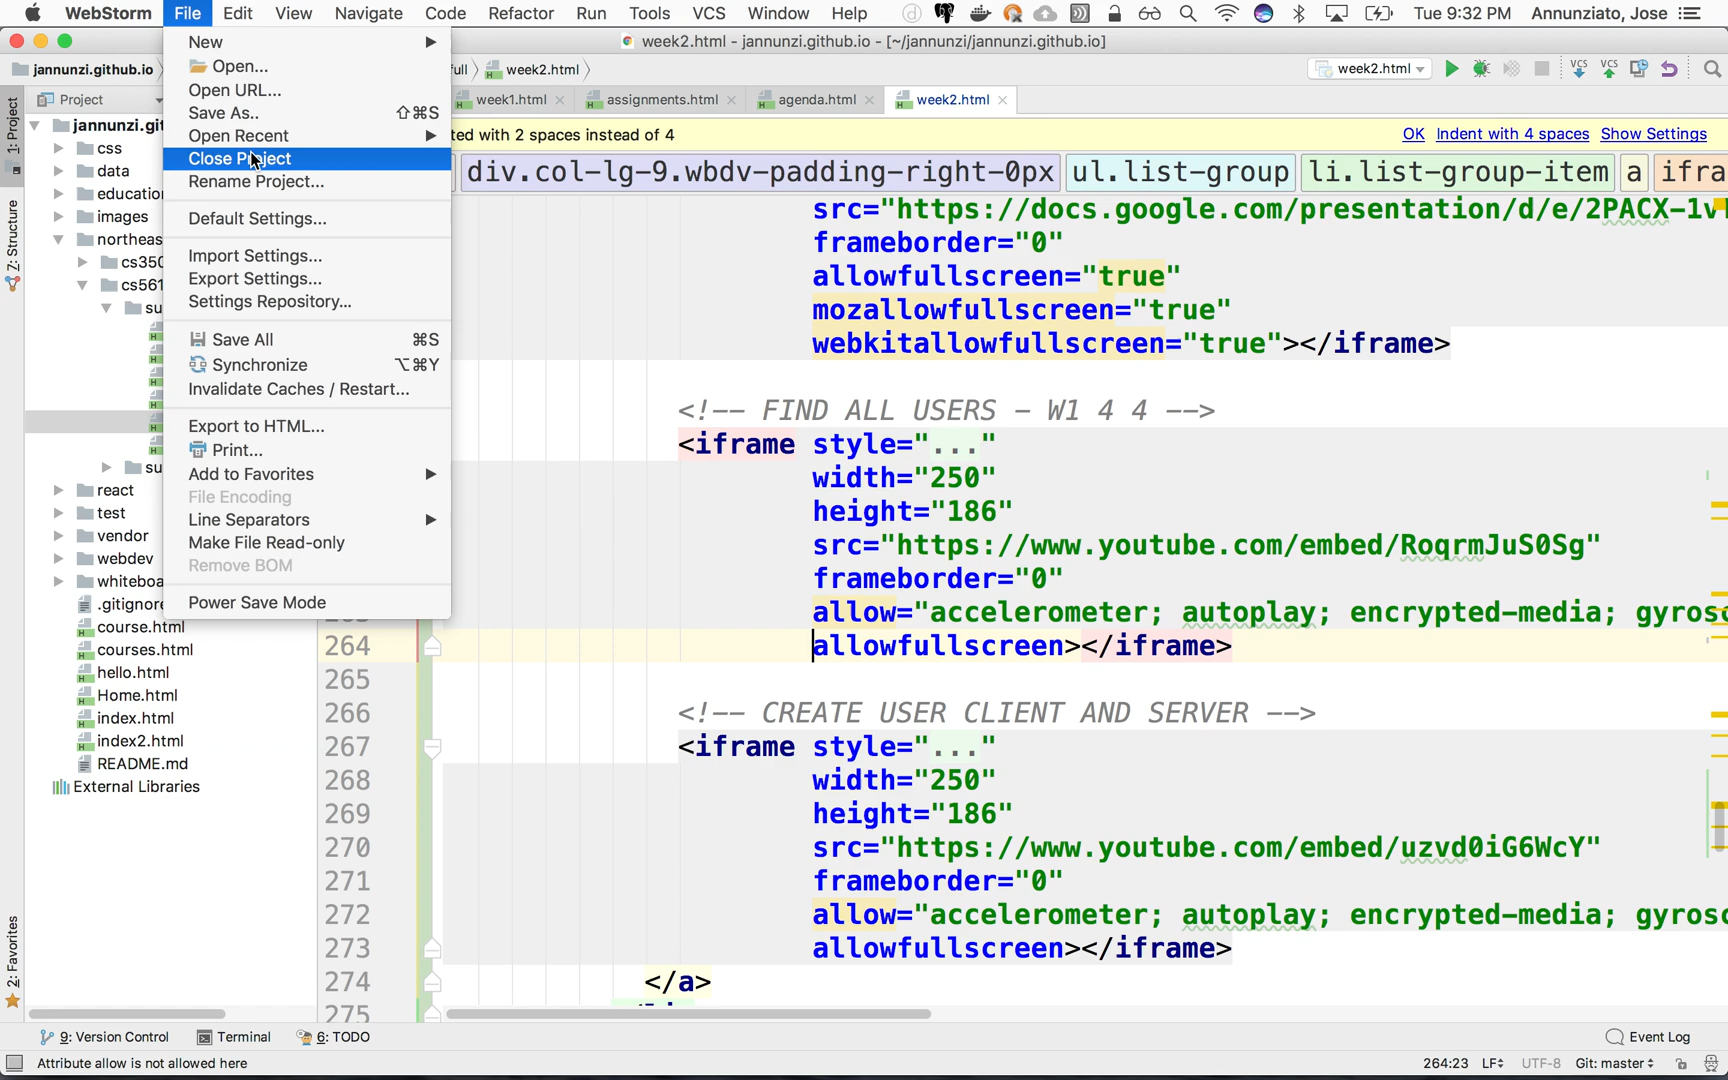 WebStorm File Edit View Navigate Code Refactor Run Tools VCS Window Help Tue 9:32 PM Annunziato, Jose
week2.html - jannunzi.github.io - [~/jannunzi/jannunzi.github.io]
jannunzi.github.io full week2.html week2.html VCS VCS
Project week1.html assignments.html agenda.html week2.html
ted with 2 spaces instead of 4 OK Indent with 4 spaces Show Settings
div.col-lg-9.wbdv-padding-right-0px ul.list-group li.list-group-item a ifra
1: Project
Z: Structure
2: Favorites
New
Open...
Open URL...
Save As.. ⇧⌘S
Open Recent
Close Project
Rename Project...
Default Settings...
Import Settings...
Export Settings...
Settings Repository...
Save All ⌘S
Synchronize ⌥⌘Y
Invalidate Caches / Restart...
Export to HTML...
Print...
Add to Favorites
File Encoding
Line Separators
Make File Read-only
Remove BOM
Power Save Mode
jannunzi.git
css
data
education
images
northeas
cs350
cs561
su
su
react
test
vendor
webdev
whiteboa
.gitignore
course.html
courses.html
hello.html
Home.html
index.html
index2.html
README.md
External Libraries
src="https://docs.google.com/presentation/d/e/2PACX-1v
frameborder="0"
allowfullscreen="true"
mozallowfullscreen="true"
webkitallowfullscreen="true"></iframe>
<!-- FIND ALL USERS - W1 4 4 -->
<iframe style="..."
width="250"
height="186"
src="https://www.youtube.com/embed/RoqrmJuS0Sg"
frameborder="0"
allow="accelerometer; autoplay; encrypted-media; gyrosc
264 allowfullscreen></iframe>
265
266 <!-- CREATE USER CLIENT AND SERVER -->
267 <iframe style="..."
268 width="250"
269 height="186"
270 src="https://www.youtube.com/embed/uzvd0iG6WcY"
271 frameborder="0"
272 allow="accelerometer; autoplay; encrypted-media; gyrosc
273 allowfullscreen></iframe>
274 </a>
275
9: Version Control Terminal 6: TODO Event Log
Attribute allow is not allowed here 264:23 LF UTF-8 Git: master